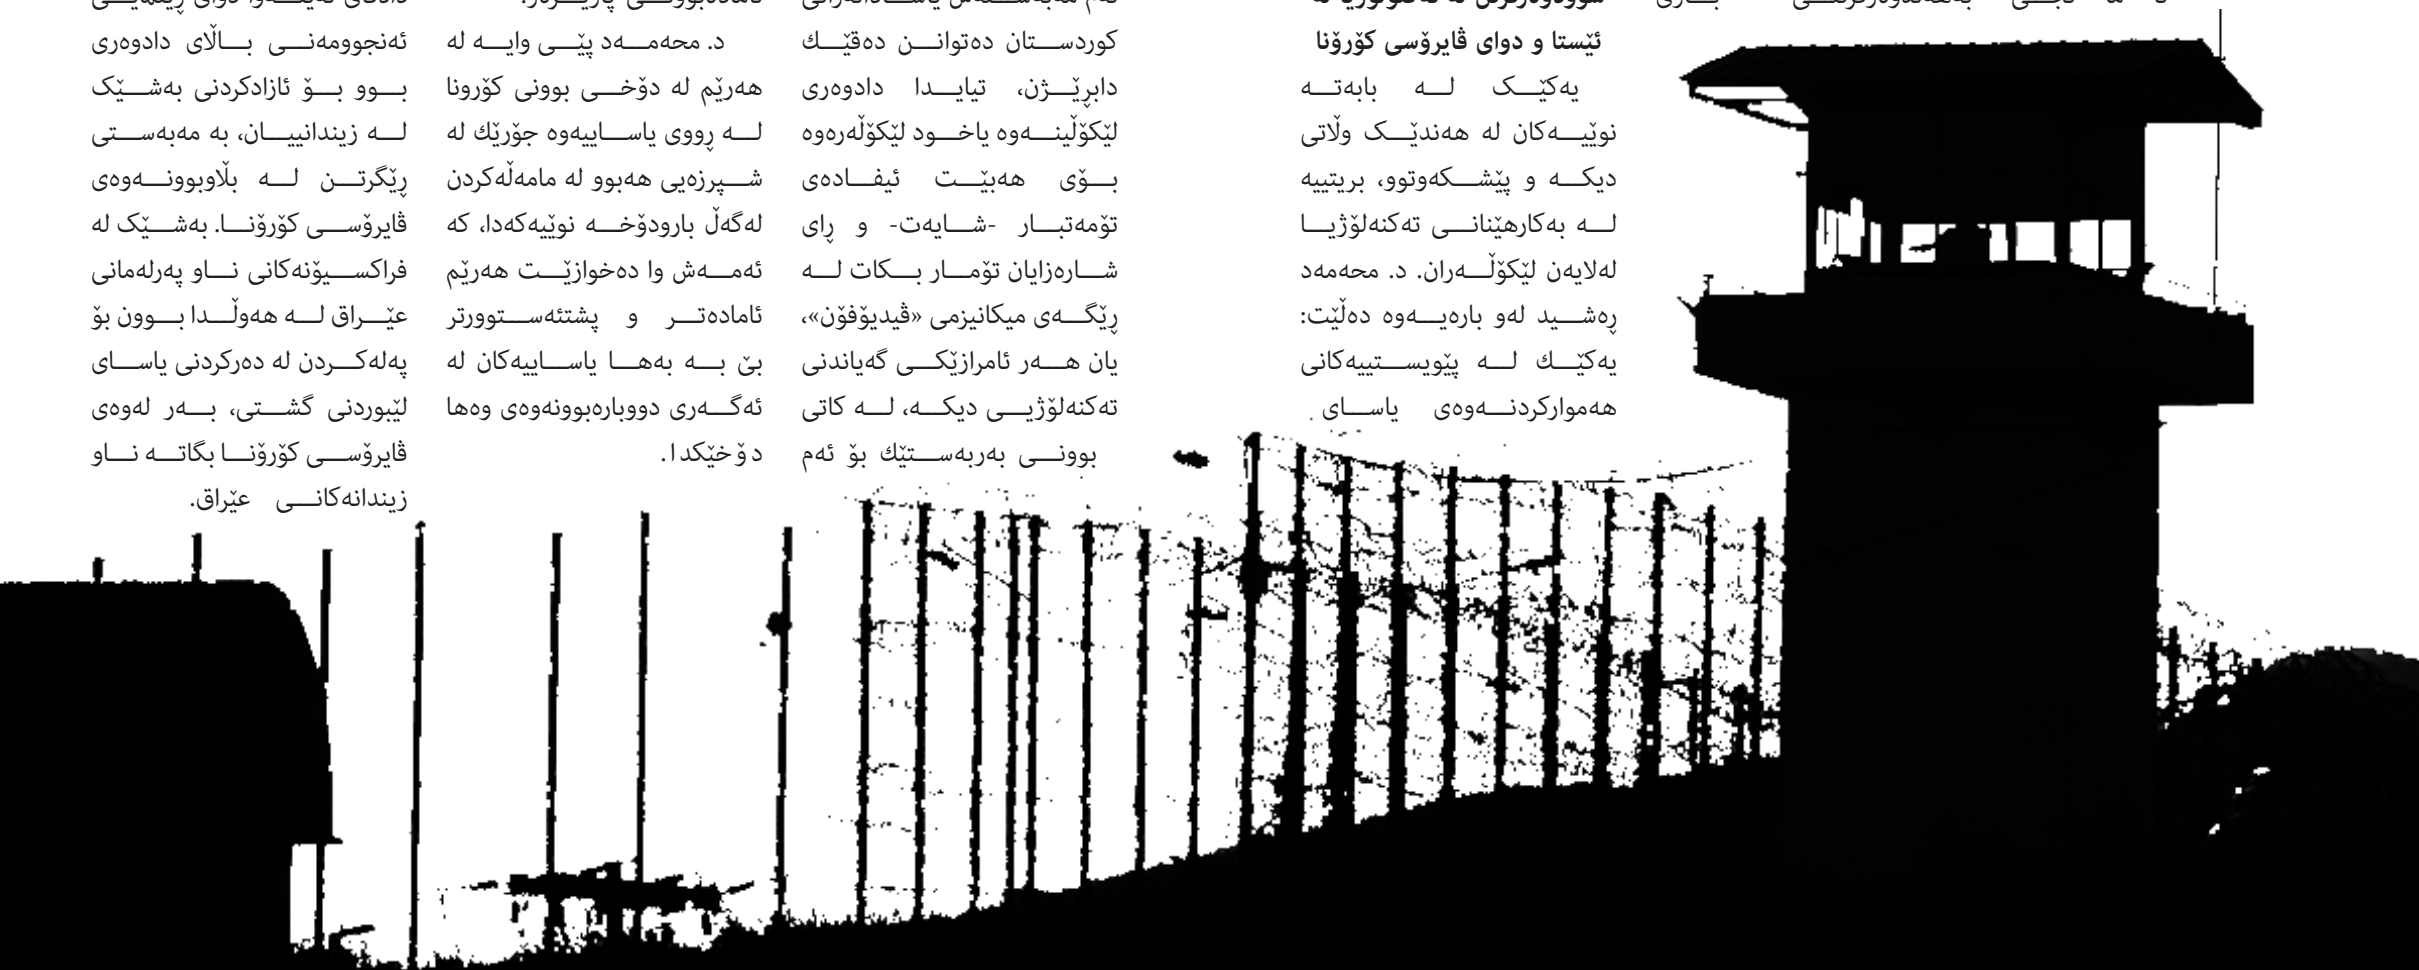 ئێستا و دوای ڤایرۆسی کۆرۆنا
یەکێک لە بابەتە
نوێیەکان لە هەندێک وڵاتی
دیکە و پێشکەوتوو، بریتییە
لە بەکارهێنانی تەکنەلۆژیا
لەلایەن لێکۆڵەران. د. محەمەد
ڕەشید لەو بارەیەوە دەڵێت:
یەکێك لە پێویستییەکانی
هەموارکردنەوەی یاسای
کوردستان دەتوانن دەقێك
دابڕێژن، تیایدا دادوەری
لێکۆڵینەوە یاخود لێکۆڵەرەوە
بۆی هەبێت ئیفادەی
تۆمەتبار -شایەت- و ڕای
شارەزایان تۆمار بکات لە
ڕێگەی میکانیزمی «ڤیدیۆفۆن»،
یان هەر ئامرازێکی گەیاندنی
تەکنەلۆژیی دیکە، لە کاتی
بوونی بەربەستێك بۆ ئەم
د. محەمەد پێی وایە لە
هەرێم لە دۆخی بوونی کۆرونا
لە ڕووی یاساییەوە جۆرێك لە
شپرزەیی هەبوو لە مامەڵەکردن
لەگەڵ بارودۆخە نوێیەکەدا، کە
ئەمەش وا دەخوازێت هەرێم
ئامادەتر و پشتئەستوورتر
بێ بە بەها یاساییەکان لە
ئەگەری دووبارەبوونەوەی وەها
دۆخێکدا.
ئەنجوومەنی باڵای دادوەری
بوو بۆ ئازادکردنی بەشێک
لە زیندانییان، بە مەبەستی
ڕێگرتن لە بڵاوبوونەوەی
ڤایرۆسی کۆرۆنا. بەشێک لە
فراکسیۆنەکانی ناو پەرلەمانی
عێراق لە هەوڵدا بوون بۆ
پەلەکردن لە دەرکردنی یاسای
لێبوردنی گشتی، بەر لەوەی
ڤایرۆسی کۆرۆنا بگاتە ناو
زیندانەکانی عێراق.